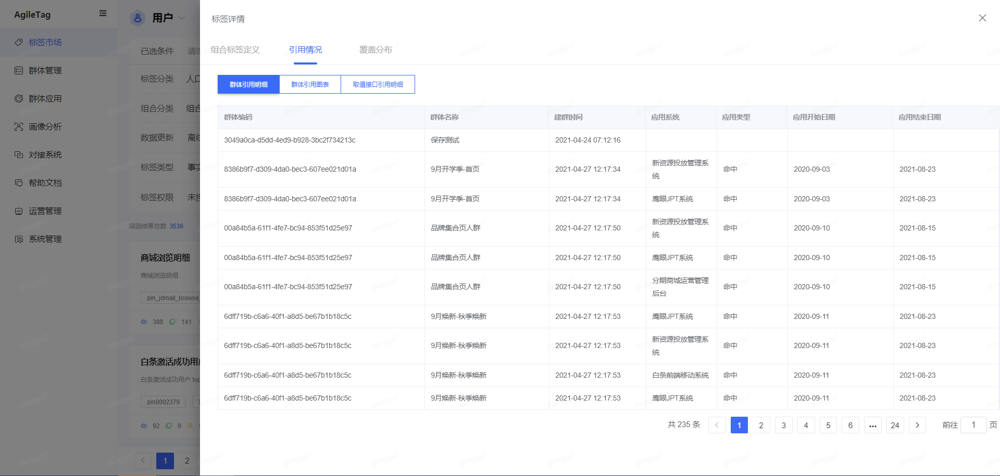 AgileTag
标签市场
群体管理
群体应用
画像分析
对接系统
帮助文档
运营管理
系统管理
用户
已选条件
标签分类 人口
组合分类 组合
数据更新
标签类型
标签权限
筛选结果总数 3536
商城浏览明细
商城浏览明细
pin_jdmall_browse_
388 141
白条激活成功用户
白条激活成功用户 top
pin0002379
92 9
1 2
标签详情
组合标签定义 引用情况 覆盖分布
群体引用明细 群体引用图表 取值接口引用明细
群体编码 群体名称 建群时间 应用系统 应用类型 应用开始日期 应用结束日期
3049a0ca-d5dd-4ed9-b928-3bc2f734213c 保存测试 2021-04-24 07:12:16
8386b9f7-d309-4da0-bec3-607ee021d01a 9月开学季-首页 2021-04-27 12:17:34 新资源投放管理系统 命中 2020-09-03 2021-08-23
8386b9f7-d309-4da0-bec3-607ee021d01a 9月开学季-首页 2021-04-27 12:17:34 鹰眼JPT系统 命中 2020-09-03 2021-08-23
00a84b5a-61f1-4fe7-bc94-853f51d25e97 品牌集合页人群 2021-04-27 12:17:50 新资源投放管理系统 命中 2020-09-10 2021-08-15
00a84b5a-61f1-4fe7-bc94-853f51d25e97 品牌集合页人群 2021-04-27 12:17:50 鹰眼JPT系统 命中 2020-09-10 2021-08-15
00a84b5a-61f1-4fe7-bc94-853f51d25e97 品牌集合页人群 2021-04-27 12:17:50 分期商城运营管理后台 命中 2020-09-10 2021-08-15
6dff719b-c6a6-40f1-a8d5-be67b1b18c5c 9月焕新-秋季焕新 2021-04-27 12:17:53 鹰眼JPT系统 命中 2020-09-11 2021-08-23
6dff719b-c6a6-40f1-a8d5-be67b1b18c5c 9月焕新-秋季焕新 2021-04-27 12:17:53 新资源投放管理系统 命中 2020-09-11 2021-08-23
6dff719b-c6a6-40f1-a8d5-be67b1b18c5c 9月焕新-秋季焕新 2021-04-27 12:17:53 白条前端移动系统 命中 2020-09-11 2021-08-23
6dff719b-c6a6-40f1-a8d5-be67b1b18c5c 9月焕新-秋季焕新 2021-04-27 12:17:53 鹰眼JPT系统 命中 2020-09-11 2021-08-23
共 235 条 1 2 3 4 5 6 ... 24 前往 1 页
dongyu7